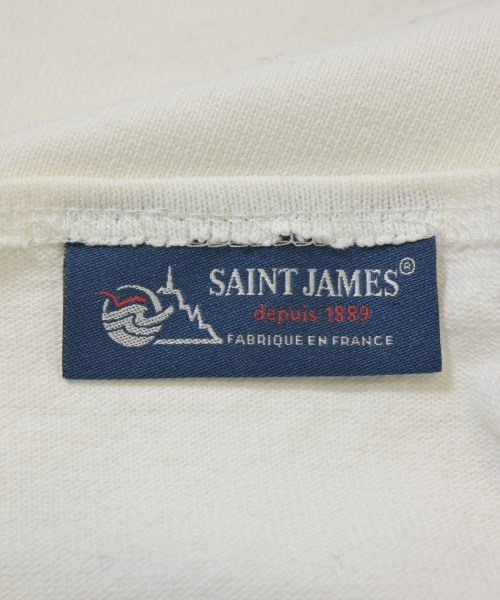 SAINT JAMES®
depuis 1889
FABRIQUE EN FRANCE